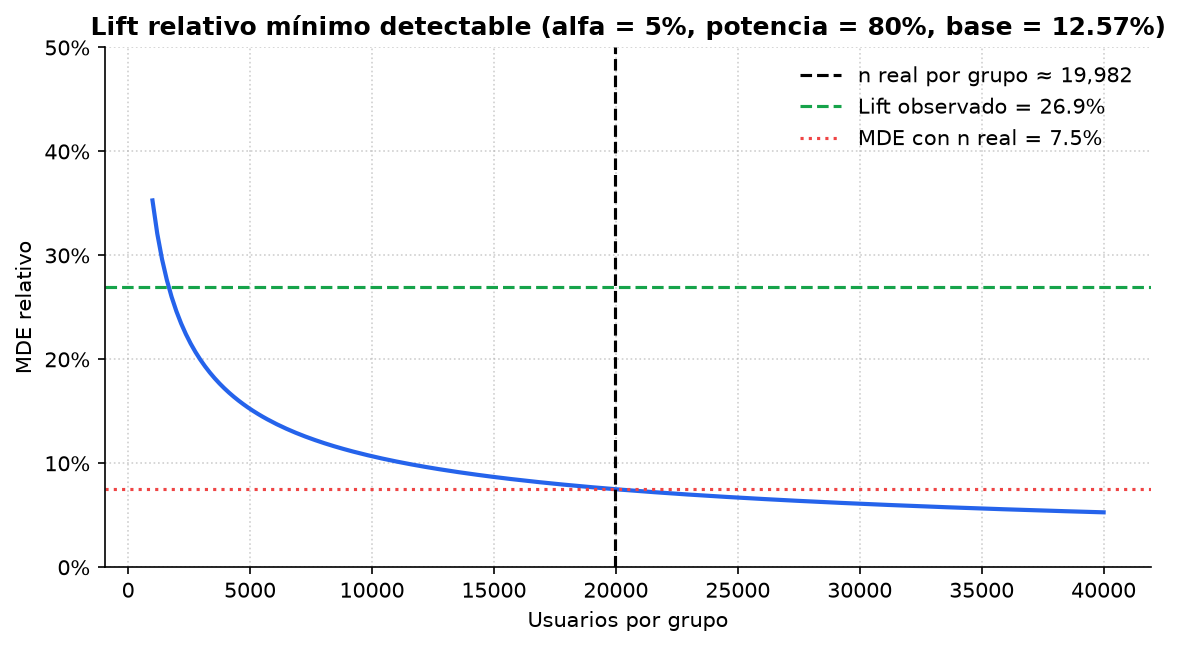 Lift relativo mínimo detectable (alfa = 5%, potencia = 80%, base = 12.57%)
n real por grupo ≈ 19,982
Lift observado = 26.9%
MDE con n real = 7.5%
MDE relativo
50%
40%
30%
20%
10%
0%
0 5000 10000 15000 20000 25000 30000 35000 40000
Usuarios por grupo